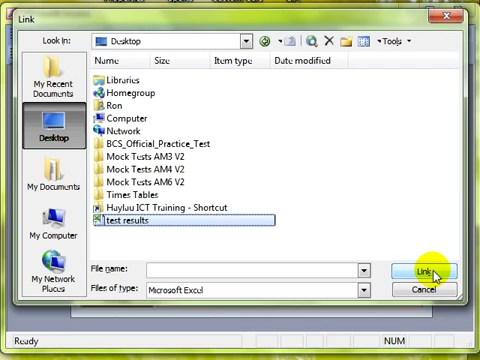 Link
Look in:
Desktop
Tools
Name
Size
Item type
Date modified
My Recent
Documents
Desktop
My Documents
My Computer
My Network
Places
Libraries
Homegroup
Ron
Computer
Network
BCS_Official_Practice_Test
Mock Tests AM3 V2
Mock Tests AM4 V2
Mock Tests AM6 V2
Times Tables
Hayluu ICT Training - Shortcut
test results
File name:
Link
Files of type:
Microsoft Excel
Cancel
Ready
NUM